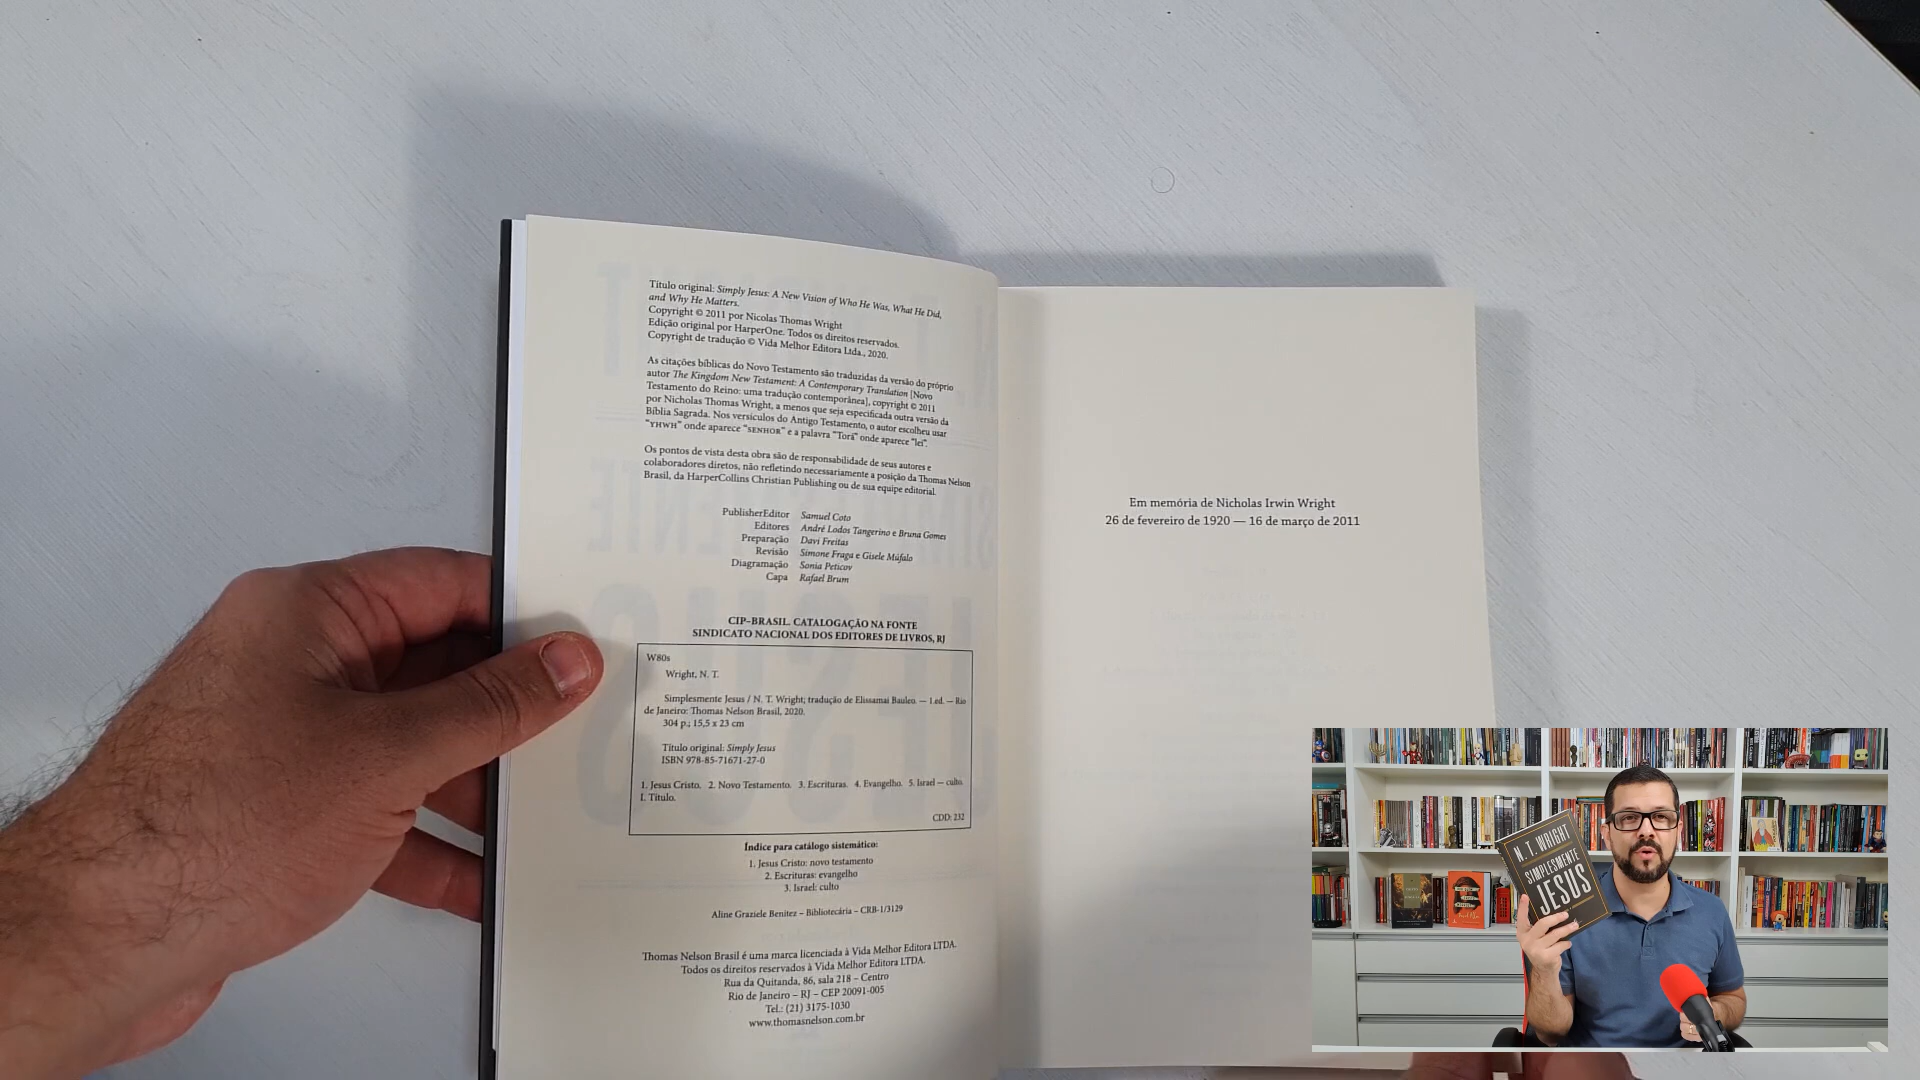 Título original: Simply Jesus: A New Vision of Who He Was, What He Did,
and Why He Matters.
Copyright © 2011 por Nicolas Thomas Wright
Edição original por HarperOne. Todos os direitos reservados.
Copyright de tradução © Vida Melhor Editora Ltda., 2020.
As citações bíblicas do Novo Testamento são traduzidas da versão do próprio
autor The Kingdom New Testament: A Contemporary Translation [Novo
Testamento do Reino: uma tradução contemporânea], copyright © 2011
por Nicholas Thomas Wright, a menos que seja especificada outra versão da
Bíblia Sagrada. Nos versículos do Antigo Testamento, o autor escolheu usar
"YHWH" onde aparece "SENHOR" e a palavra "Torá" onde aparece "lei".
Os pontos de vista desta obra são de responsabilidade de seus autores e
colaboradores diretos, não refletindo necessariamente a posição da Thomas Nelson
Brasil, da HarperCollins Christian Publishing ou de sua equipe editorial.
PublisherEditor Samuel Coto
Editores André Lodos Tangerino e Bruna Gomes
Preparação Davi Freitas
Revisão Simone Fraga e Gisele Múfalo
Diagramação Sonia Peticov
Capa Rafael Brum
CIP–BRASIL. CATALOGAÇÃO NA FONTE
SINDICATO NACIONAL DOS EDITORES DE LIVROS, RJ
W80s
Wright, N. T.
Simplesmente Jesus / N. T. Wright; tradução de Elissamai Bauleo. — 1.ed. — Rio
de Janeiro: Thomas Nelson Brasil, 2020.
304 p.; 15,5 x 23 cm
Título original: Simply Jesus
ISBN 978-85-71671-27-0
1. Jesus Cristo. 2. Novo Testamento. 3. Escrituras. 4. Evangelho. 5. Israel — culto.
I. Título.
CDD: 232
Índice para catálogo sistemático:
1. Jesus Cristo: novo testamento
2. Escrituras: evangelho
3. Israel: culto
Aline Graziele Benitez – Bibliotecária – CRB-1/3129
Thomas Nelson Brasil é uma marca licenciada à Vida Melhor Editora LTDA.
Todos os direitos reservados à Vida Melhor Editora LTDA.
Rua da Quitanda, 86, sala 218 – Centro
Rio de Janeiro – RJ – CEP 20091-005
Tel.: (21) 3175-1030
www.thomasnelson.com.br
Em memória de Nicholas Irwin Wright
26 de fevereiro de 1920 — 16 de março de 2011
N. T. WRIGHT
SIMPLESMENTE
JESUS